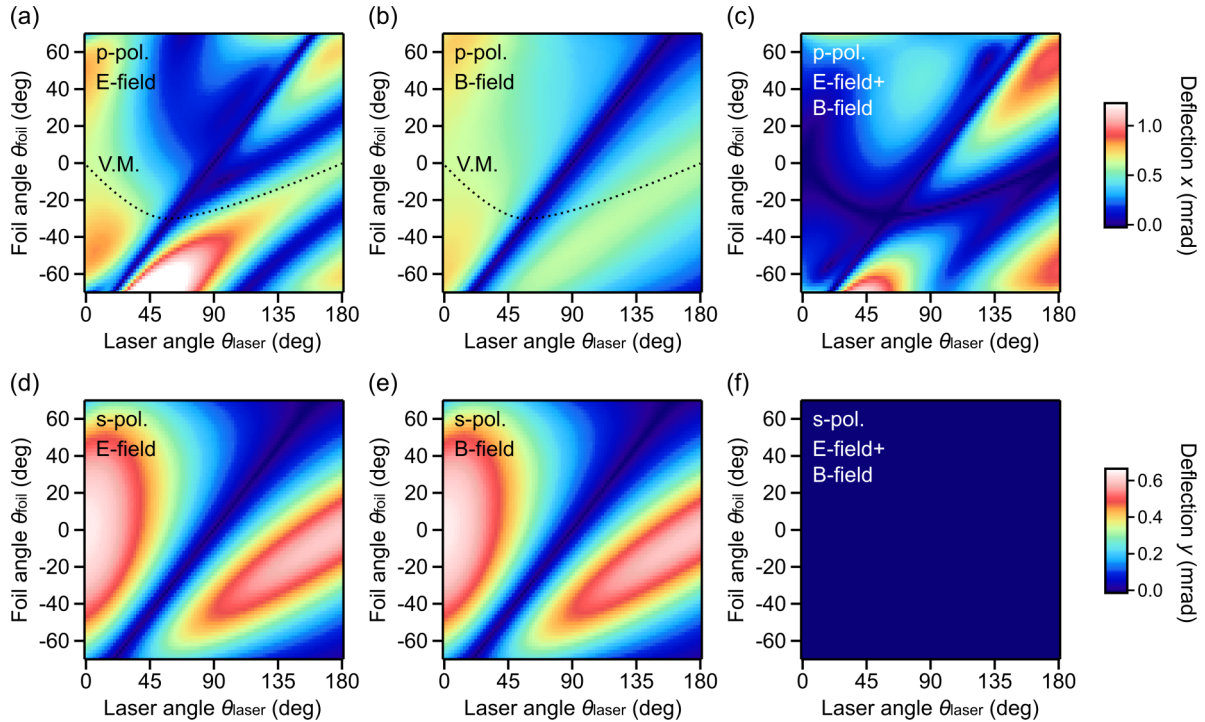 (a)
p-pol.
E-field
V.M.
60
40
20
0
-20
-40
-60
Foil angle θfoil (deg)
0 45 90 135 180
Laser angle θlaser (deg)
(b)
p-pol.
B-field
V.M.
60
40
20
0
-20
-40
-60
Foil angle θfoil (deg)
0 45 90 135 180
Laser angle θlaser (deg)
(c)
p-pol.
E-field+
B-field
60
40
20
0
-20
-40
-60
Foil angle θfoil (deg)
0 45 90 135 180
Laser angle θlaser (deg)
1.0
0.5
0.0
Deflection x (mrad)
(d)
s-pol.
E-field
60
40
20
0
-20
-40
-60
Foil angle θfoil (deg)
0 45 90 135 180
Laser angle θlaser (deg)
(e)
s-pol.
B-field
60
40
20
0
-20
-40
-60
Foil angle θfoil (deg)
0 45 90 135 180
Laser angle θlaser (deg)
(f)
s-pol.
E-field+
B-field
60
40
20
0
-20
-40
-60
Foil angle θfoil (deg)
0 45 90 135 180
Laser angle θlaser (deg)
0.6
0.4
0.2
0.0
Deflection y (mrad)